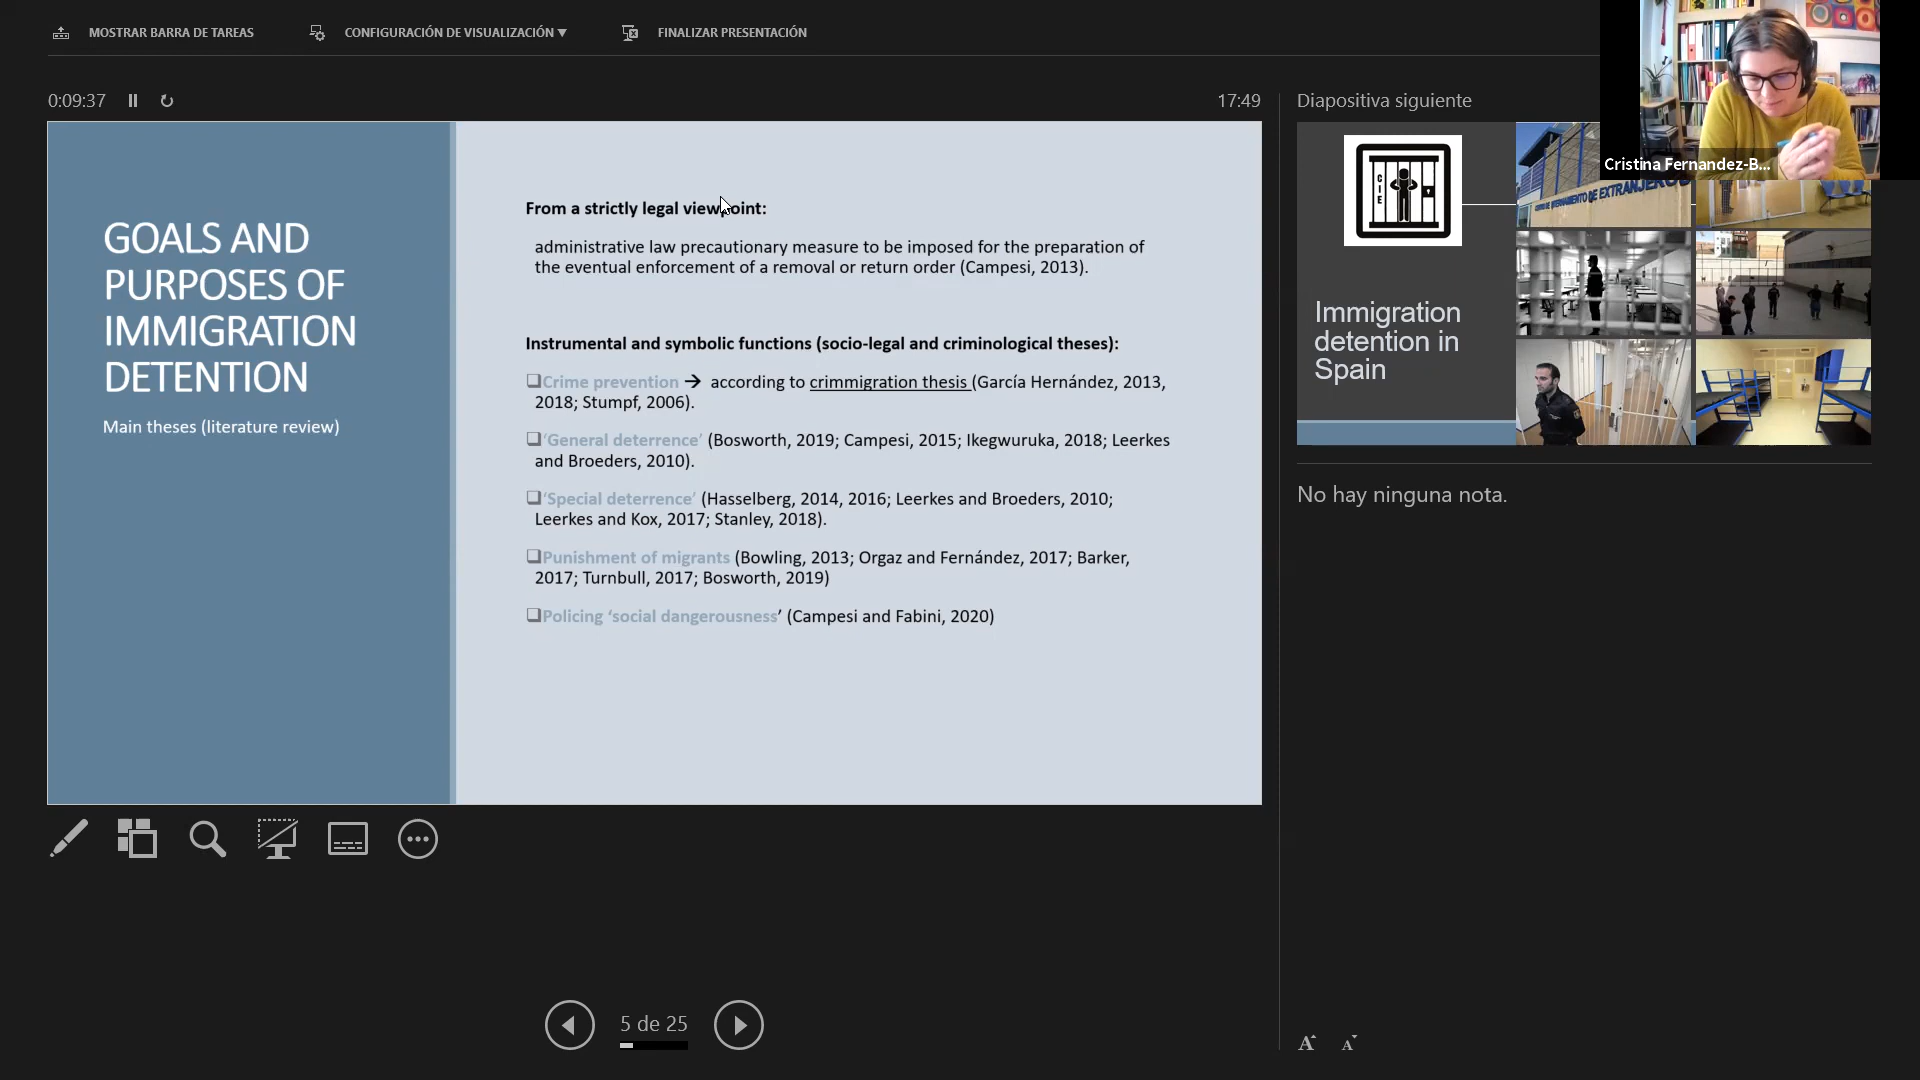 MOSTRAR BARRA DE TAREAS
CONFIGURACIÓN DE VISUALIZACIÓN ▼
FINALIZAR PRESENTACIÓN
0:09:37
17:49
GOALS AND
PURPOSES OF
IMMIGRATION
DETENTION
Main theses (literature review)
From a strictly legal viewpoint:
administrative law precautionary measure to be imposed for the preparation of
the eventual enforcement of a removal or return order (Campesi, 2013).
Instrumental and symbolic functions (socio-legal and criminological theses):
❑Crime prevention → according to crimmigration thesis (García Hernández, 2013,
2018; Stumpf, 2006).
❑‘General deterrence’ (Bosworth, 2019; Campesi, 2015; Ikegwuruka, 2018; Leerkes
and Broeders, 2010).
❑‘Special deterrence’ (Hasselberg, 2014, 2016; Leerkes and Broeders, 2010;
Leerkes and Kox, 2017; Stanley, 2018).
❑Punishment of migrants (Bowling, 2013; Orgaz and Fernández, 2017; Barker,
2017; Turnbull, 2017; Bosworth, 2019)
❑Policing ‘social dangerousness’ (Campesi and Fabini, 2020)
5 de 25
Diapositiva siguiente
Cristina Fernandez-B...
CIE
DE EXTRANJEROS
Immigration
detention in
Spain
No hay ninguna nota.
A A